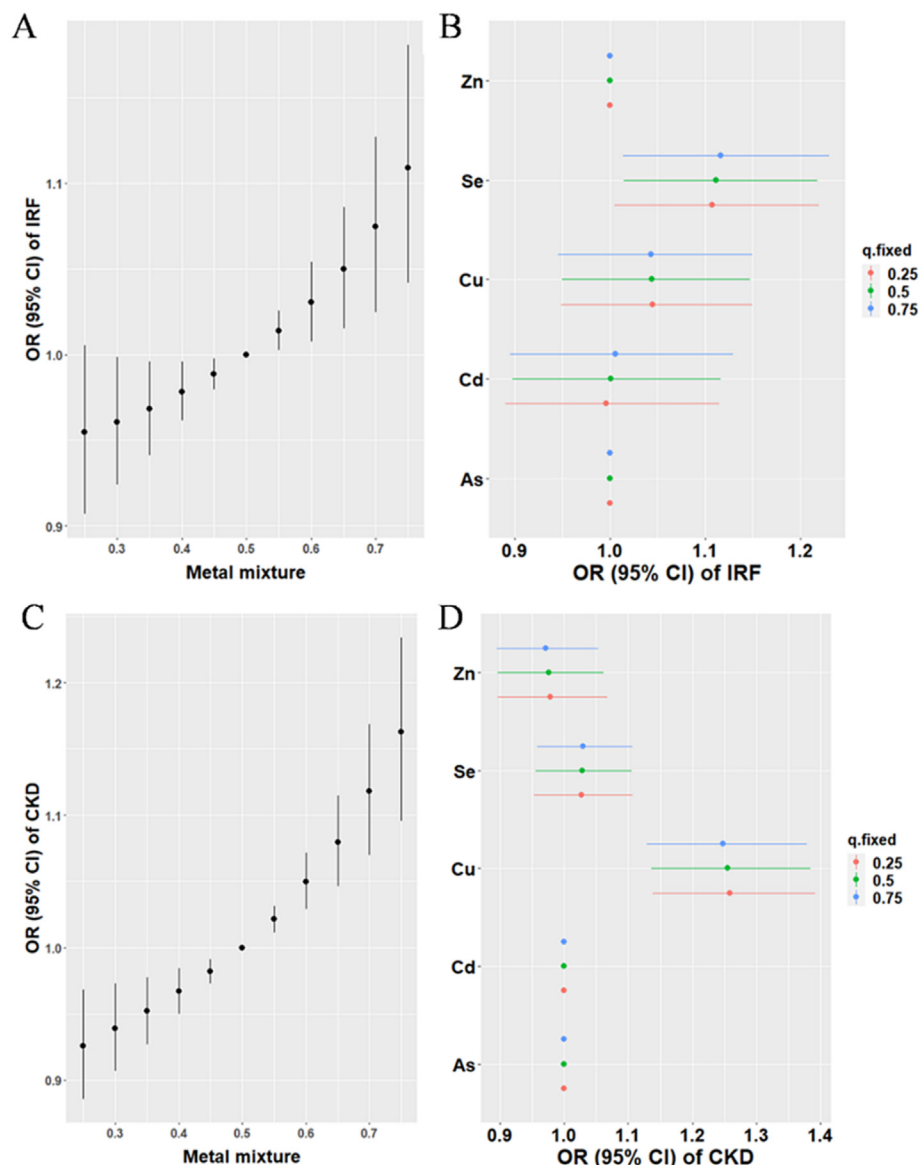 A
OR (95% CI) of IRF
1.1
1.0
0.9
0.3 0.4 0.5 0.6 0.7
Metal mixture
B
Zn
Se
Cu
Cd
As
0.9 1.0 1.1 1.2
OR (95% CI) of IRF
q.fixed
0.25
0.5
0.75
C
OR (95% CI) of CKD
1.2
1.1
1.0
0.9
0.3 0.4 0.5 0.6 0.7
Metal mixture
D
Zn
Se
Cu
Cd
As
0.9 1.0 1.1 1.2 1.3 1.4
OR (95% CI) of CKD
q.fixed
0.25
0.5
0.75